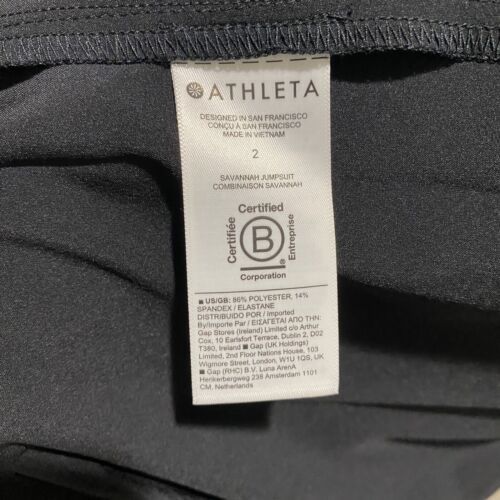 ATHLETA
DESIGNED IN SAN FRANCISCO
CONÇU À SAN FRANCISCO
MADE IN VIETNAM
2
SAVANNAH JUMPSUIT
COMBINAISON SAVANNAH
Certified
Certifiée
B
Entreprise
®
Corporation
■ US/GB: 86% POLYESTER, 14%
SPANDEX / ELASTANE
DISTRIBUIDO POR / Imported
By/Importe Par / ΕΙΣΑΓΕΤΑΙ ΑΠΟ ΤΗΝ:
Gap Stores (Ireland) Limited c/o Arthur
Cox, 10 Earlsfort Terrace, Dublin 2, D02
T380, Ireland ■ Gap (UK Holdings)
Limited, 2nd Floor Nations House, 103
Wigmore Street, London, W1U 1QS, UK
■ Gap (RHC) B.V. Luna ArenA
Herikerbergweg 238 Amsterdam 1101
CM, Netherlands